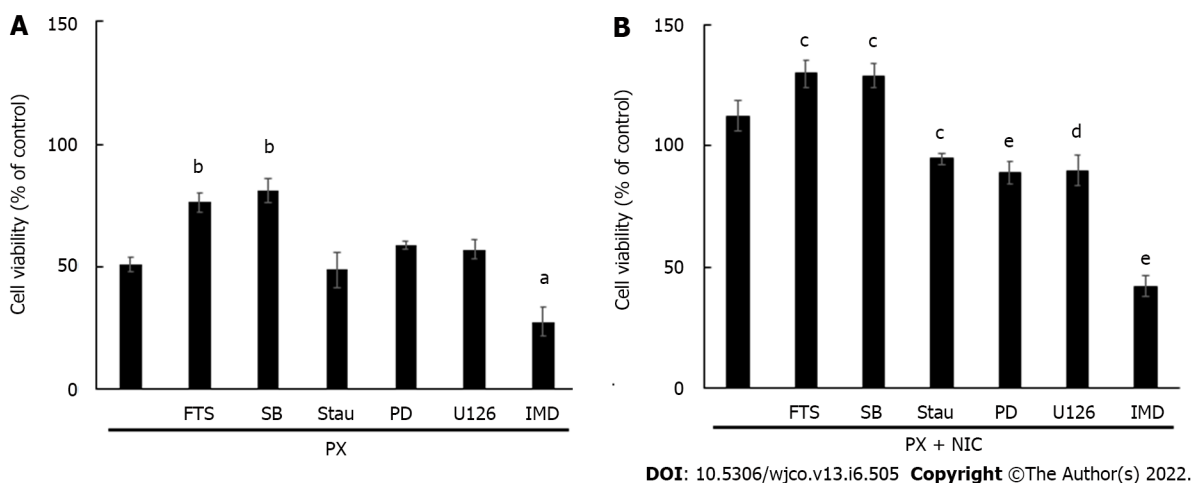 A
Cell viability (% of control)
150
100
50
0
b
b
a
FTS SB Stau PD U126 IMD
PX
B
Cell viability (% of control)
150
100
50
0
c
c
c
e
d
e
FTS SB Stau PD U126 IMD
PX + NIC
DOI: 10.5306/wjco.v13.i6.505 Copyright ©The Author(s) 2022.